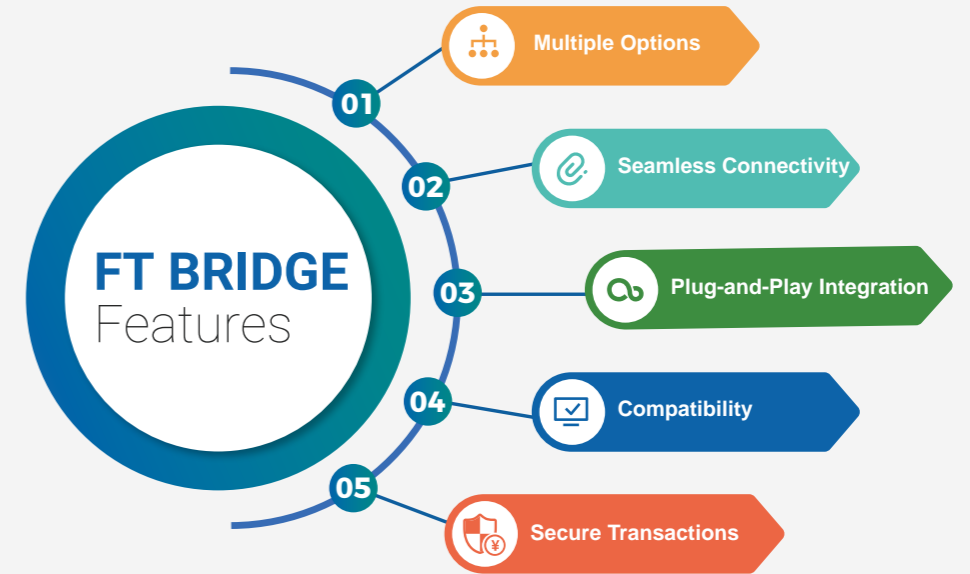 FT BRIDGE
Features
01
Multiple Options
02
Seamless Connectivity
03
Plug-and-Play Integration
04
Compatibility
05
¥
Secure Transactions